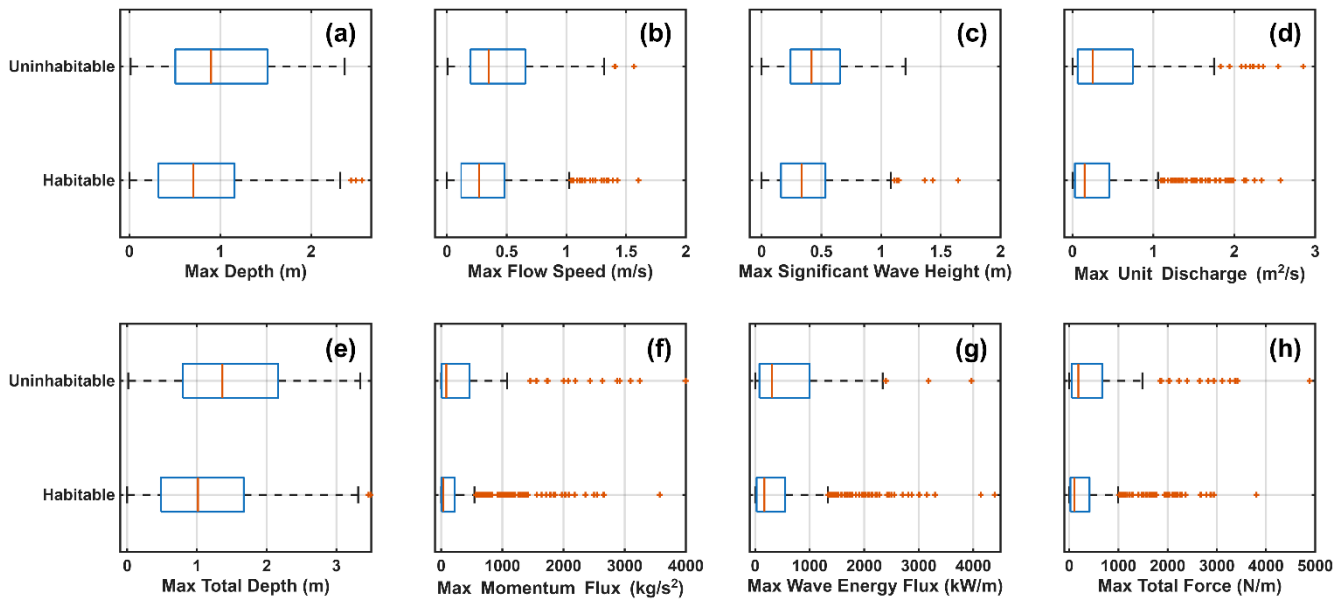 (a)
(b)
(c)
(d)
Uninhabitable
Habitable
0 1 2
0 0.5 1 1.5 2
0 0.5 1 1.5 2
0 1 2 3
Max Depth (m)
Max Flow Speed (m/s)
Max Significant Wave Height (m)
Max Unit Discharge (m²/s)
(e)
(f)
(g)
(h)
Uninhabitable
Habitable
0 1 2 3
0 1000 2000 3000 4000
0 1000 2000 3000 4000
0 1000 2000 3000 4000 5000
Max Total Depth (m)
Max Momentum Flux (kg/s²)
Max Wave Energy Flux (kW/m)
Max Total Force (N/m)